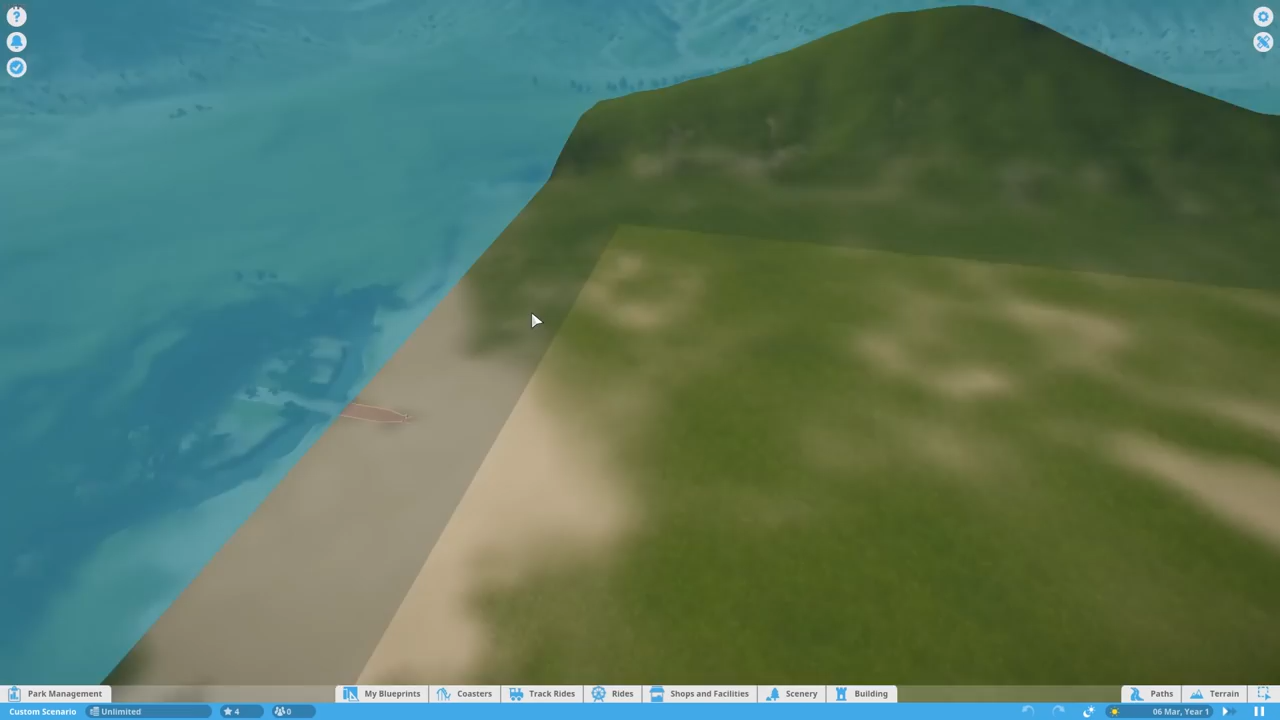 ?
Park Management
My Blueprints
Coasters
Track Rides
Rides
Shops and Facilities
Scenery
Building
Paths
Terrain
Custom Scenario
Unlimited
4
0
06 Mar, Year 1